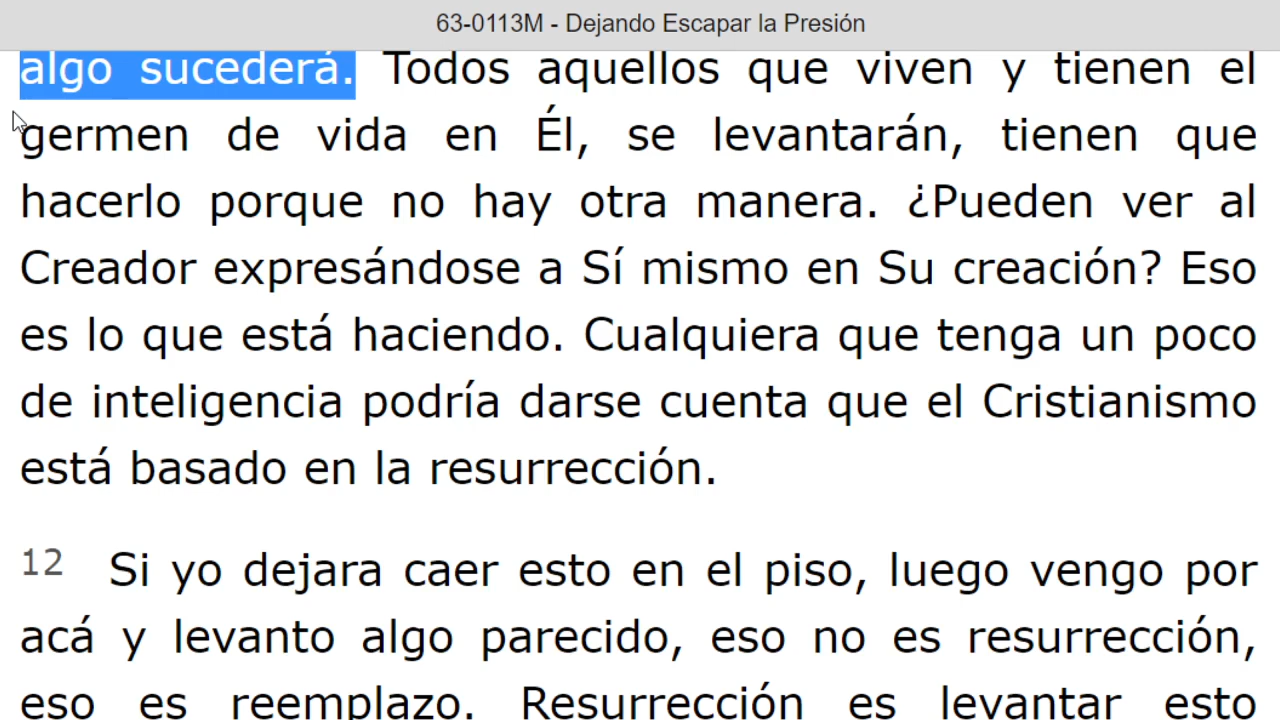 63-0113M - Dejando Escapar la Presión
algo sucederá. Todos aquellos que viven y tienen el
germen de vida en Él, se levantarán, tienen que
hacerlo porque no hay otra manera. ¿Pueden ver al
Creador expresándose a Sí mismo en Su creación? Eso
es lo que está haciendo. Cualquiera que tenga un poco
de inteligencia podría darse cuenta que el Cristianismo
está basado en la resurrección.
12 Si yo dejara caer esto en el piso, luego vengo por
acá y levanto algo parecido, eso no es resurrección,
eso es reemplazo. Resurrección es levantar esto